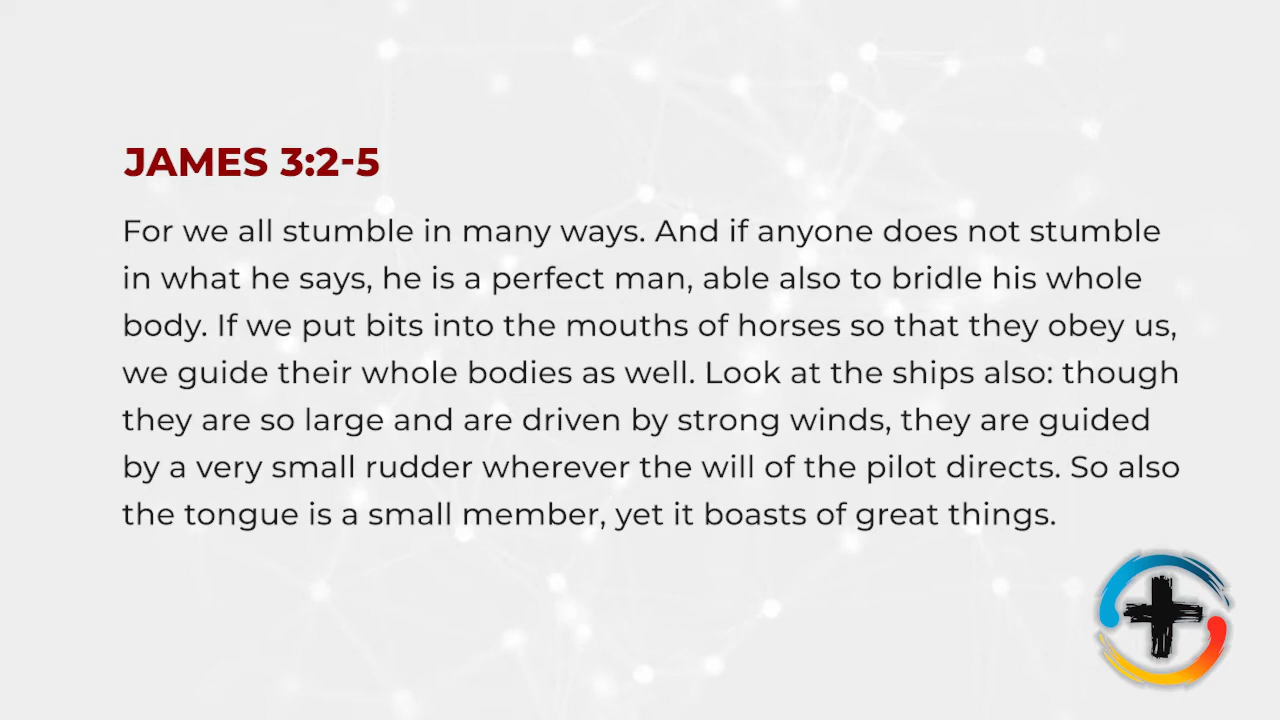 JAMES 3:2-5
For we all stumble in many ways. And if anyone does not stumble
in what he says, he is a perfect man, able also to bridle his whole
body. If we put bits into the mouths of horses so that they obey us,
we guide their whole bodies as well. Look at the ships also: though
they are so large and are driven by strong winds, they are guided
by a very small rudder wherever the will of the pilot directs. So also
the tongue is a small member, yet it boasts of great things.